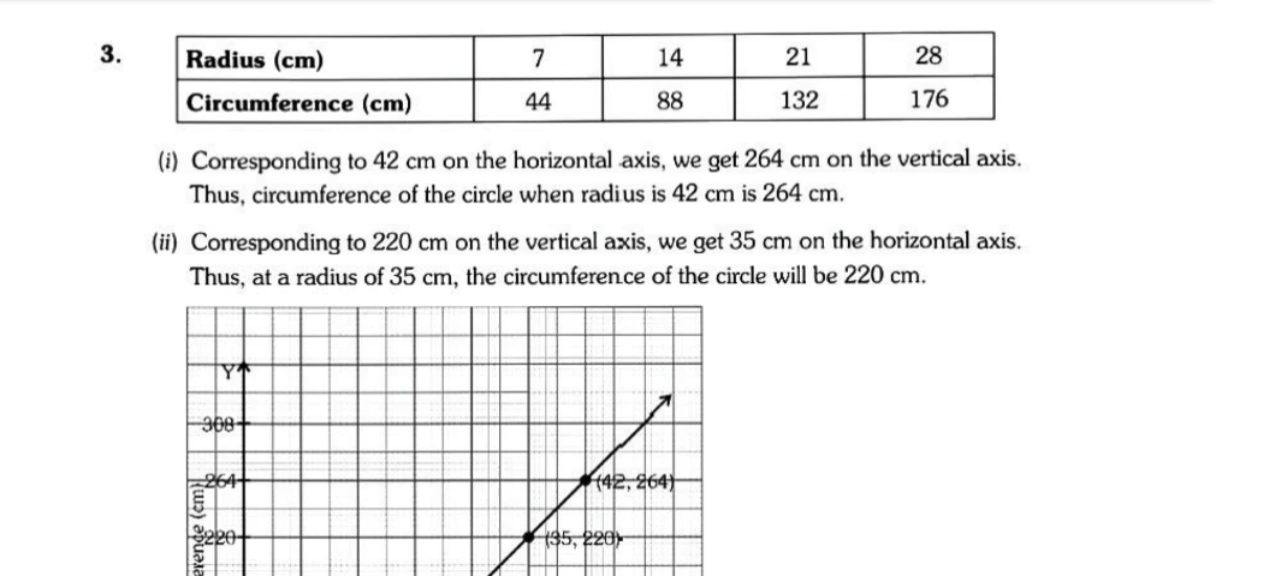 3.
Radius (cm) 7 14 21 28
Circumference (cm) 44 88 132 176
(i) Corresponding to 42 cm on the horizontal axis, we get 264 cm on the vertical axis.
Thus, circumference of the circle when radius is 42 cm is 264 cm.
(ii) Corresponding to 220 cm on the vertical axis, we get 35 cm on the horizontal axis.
Thus, at a radius of 35 cm, the circumference of the circle will be 220 cm.
Y
308
264
(42, 264)
220
(35, 220)
erence (cm)